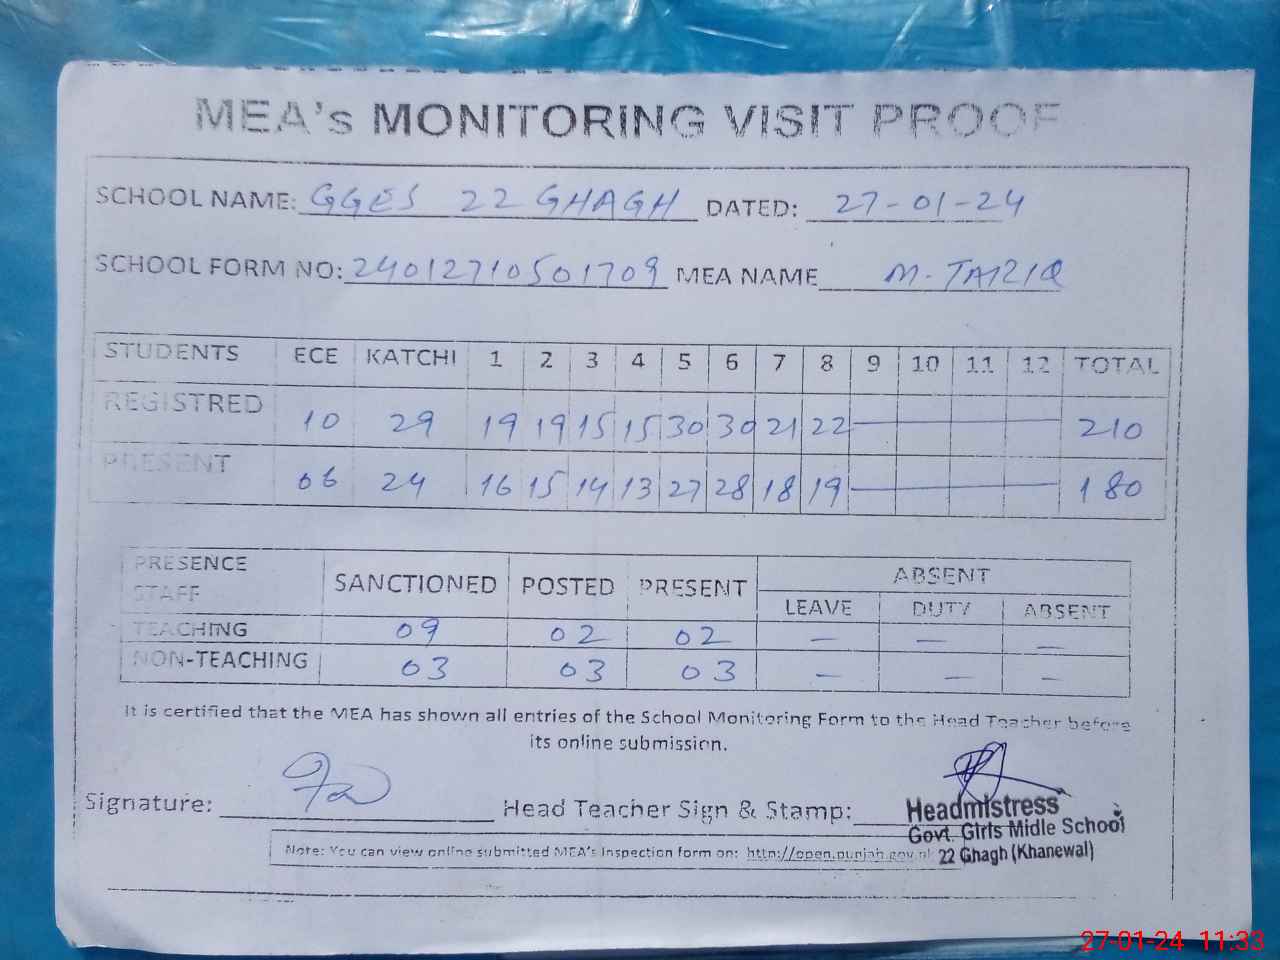 MEA's MONITORING VISIT PROOF
SCHOOL NAME: GGES 22 GHAGH DATED: 27-01-24
SCHOOL FORM NO: 24012710501709 MEA NAME M-TARIQ
STUDENTS ECE KATCHI 1 2 3 4 5 6 7 8 9 10 11 12 TOTAL
REGISTRED 10 29 19 19 15 15 30 30 21 22 210
PRESENT 06 24 16 15 14 13 27 28 18 19 180
PRESENCE STAFF SANCTIONED POSTED PRESENT ABSENT
LEAVE DUTY ABSENT
TEACHING 09 02 02 — — —
NON-TEACHING 03 03 03 — — —
It is certified that the MEA has shown all entries of the School Monitoring Form to the Head Teacher before
its online submission.
Signature: Head Teacher Sign & Stamp:
Headmistress
Govt. Girls Midle School
22 Ghagh (Khanewal)
Note: You can view online submitted MEA's Inspection form on: http://open.punjab.gov.pk
27-01-24 11:33